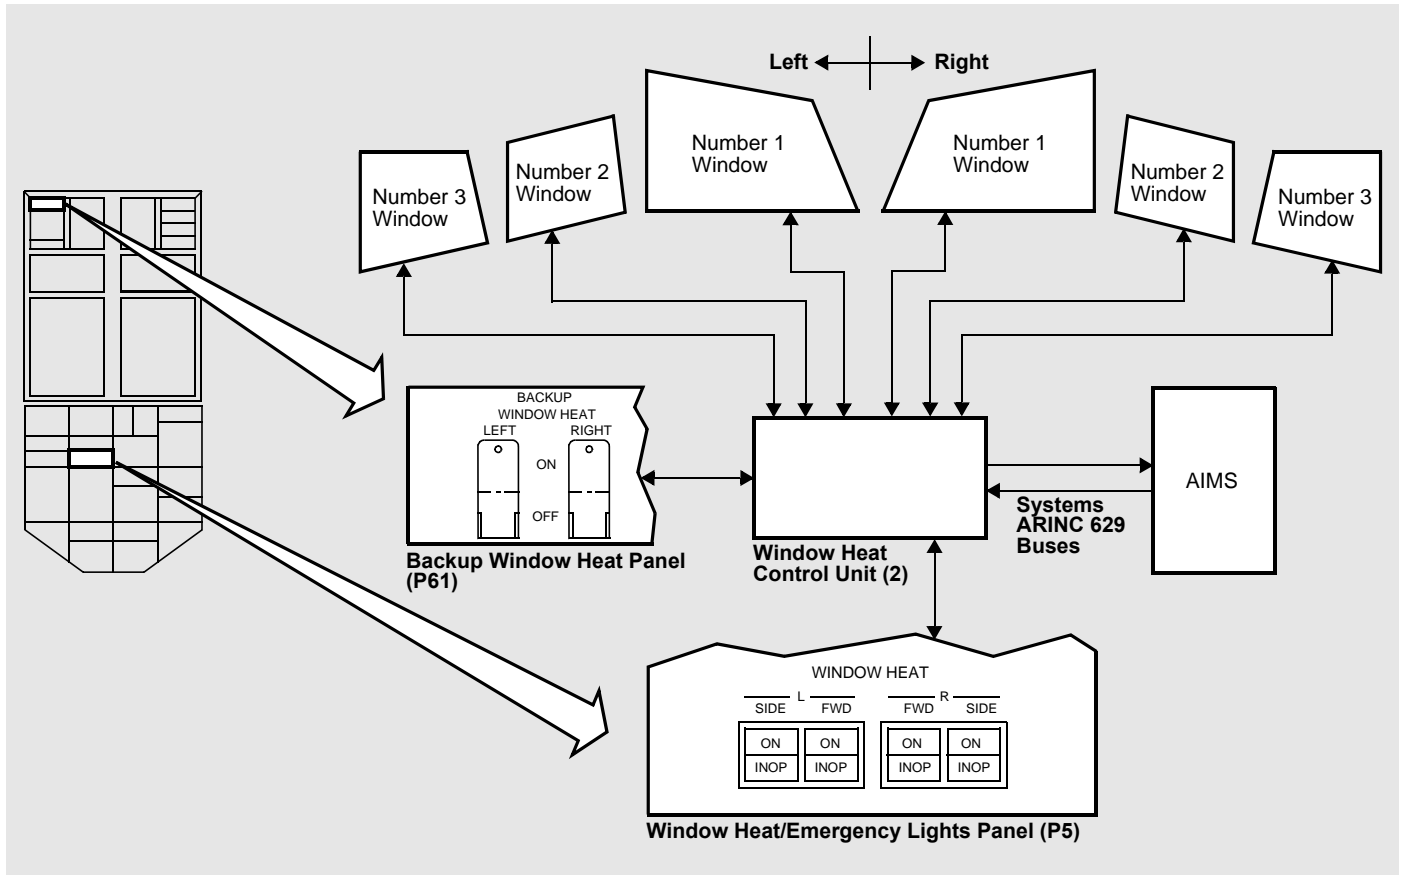 Left
Right
Number 3
Window
Number 2
Window
Number 1
Window
Number 1
Window
Number 2
Window
Number 3
Window
BACKUP
WINDOW HEAT
LEFT
RIGHT
ON
OFF
Backup Window Heat Panel
(P61)
Window Heat
Control Unit (2)
Systems
ARINC 629
Buses
AIMS
WINDOW HEAT
L
R
SIDE
FWD
FWD
SIDE
ON
ON
ON
ON
INOP
INOP
INOP
INOP
Window Heat/Emergency Lights Panel (P5)